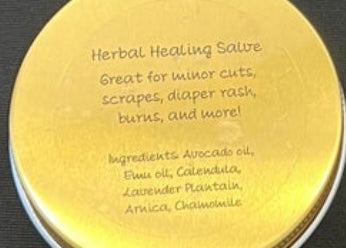 Herbal Healing Salve
Great for minor cuts,
scrapes, diaper rash,
burns, and more!
Ingredients: Avocado oil,
Emu oil, Calendula,
Lavender Plantain,
Arnica, Chamomile